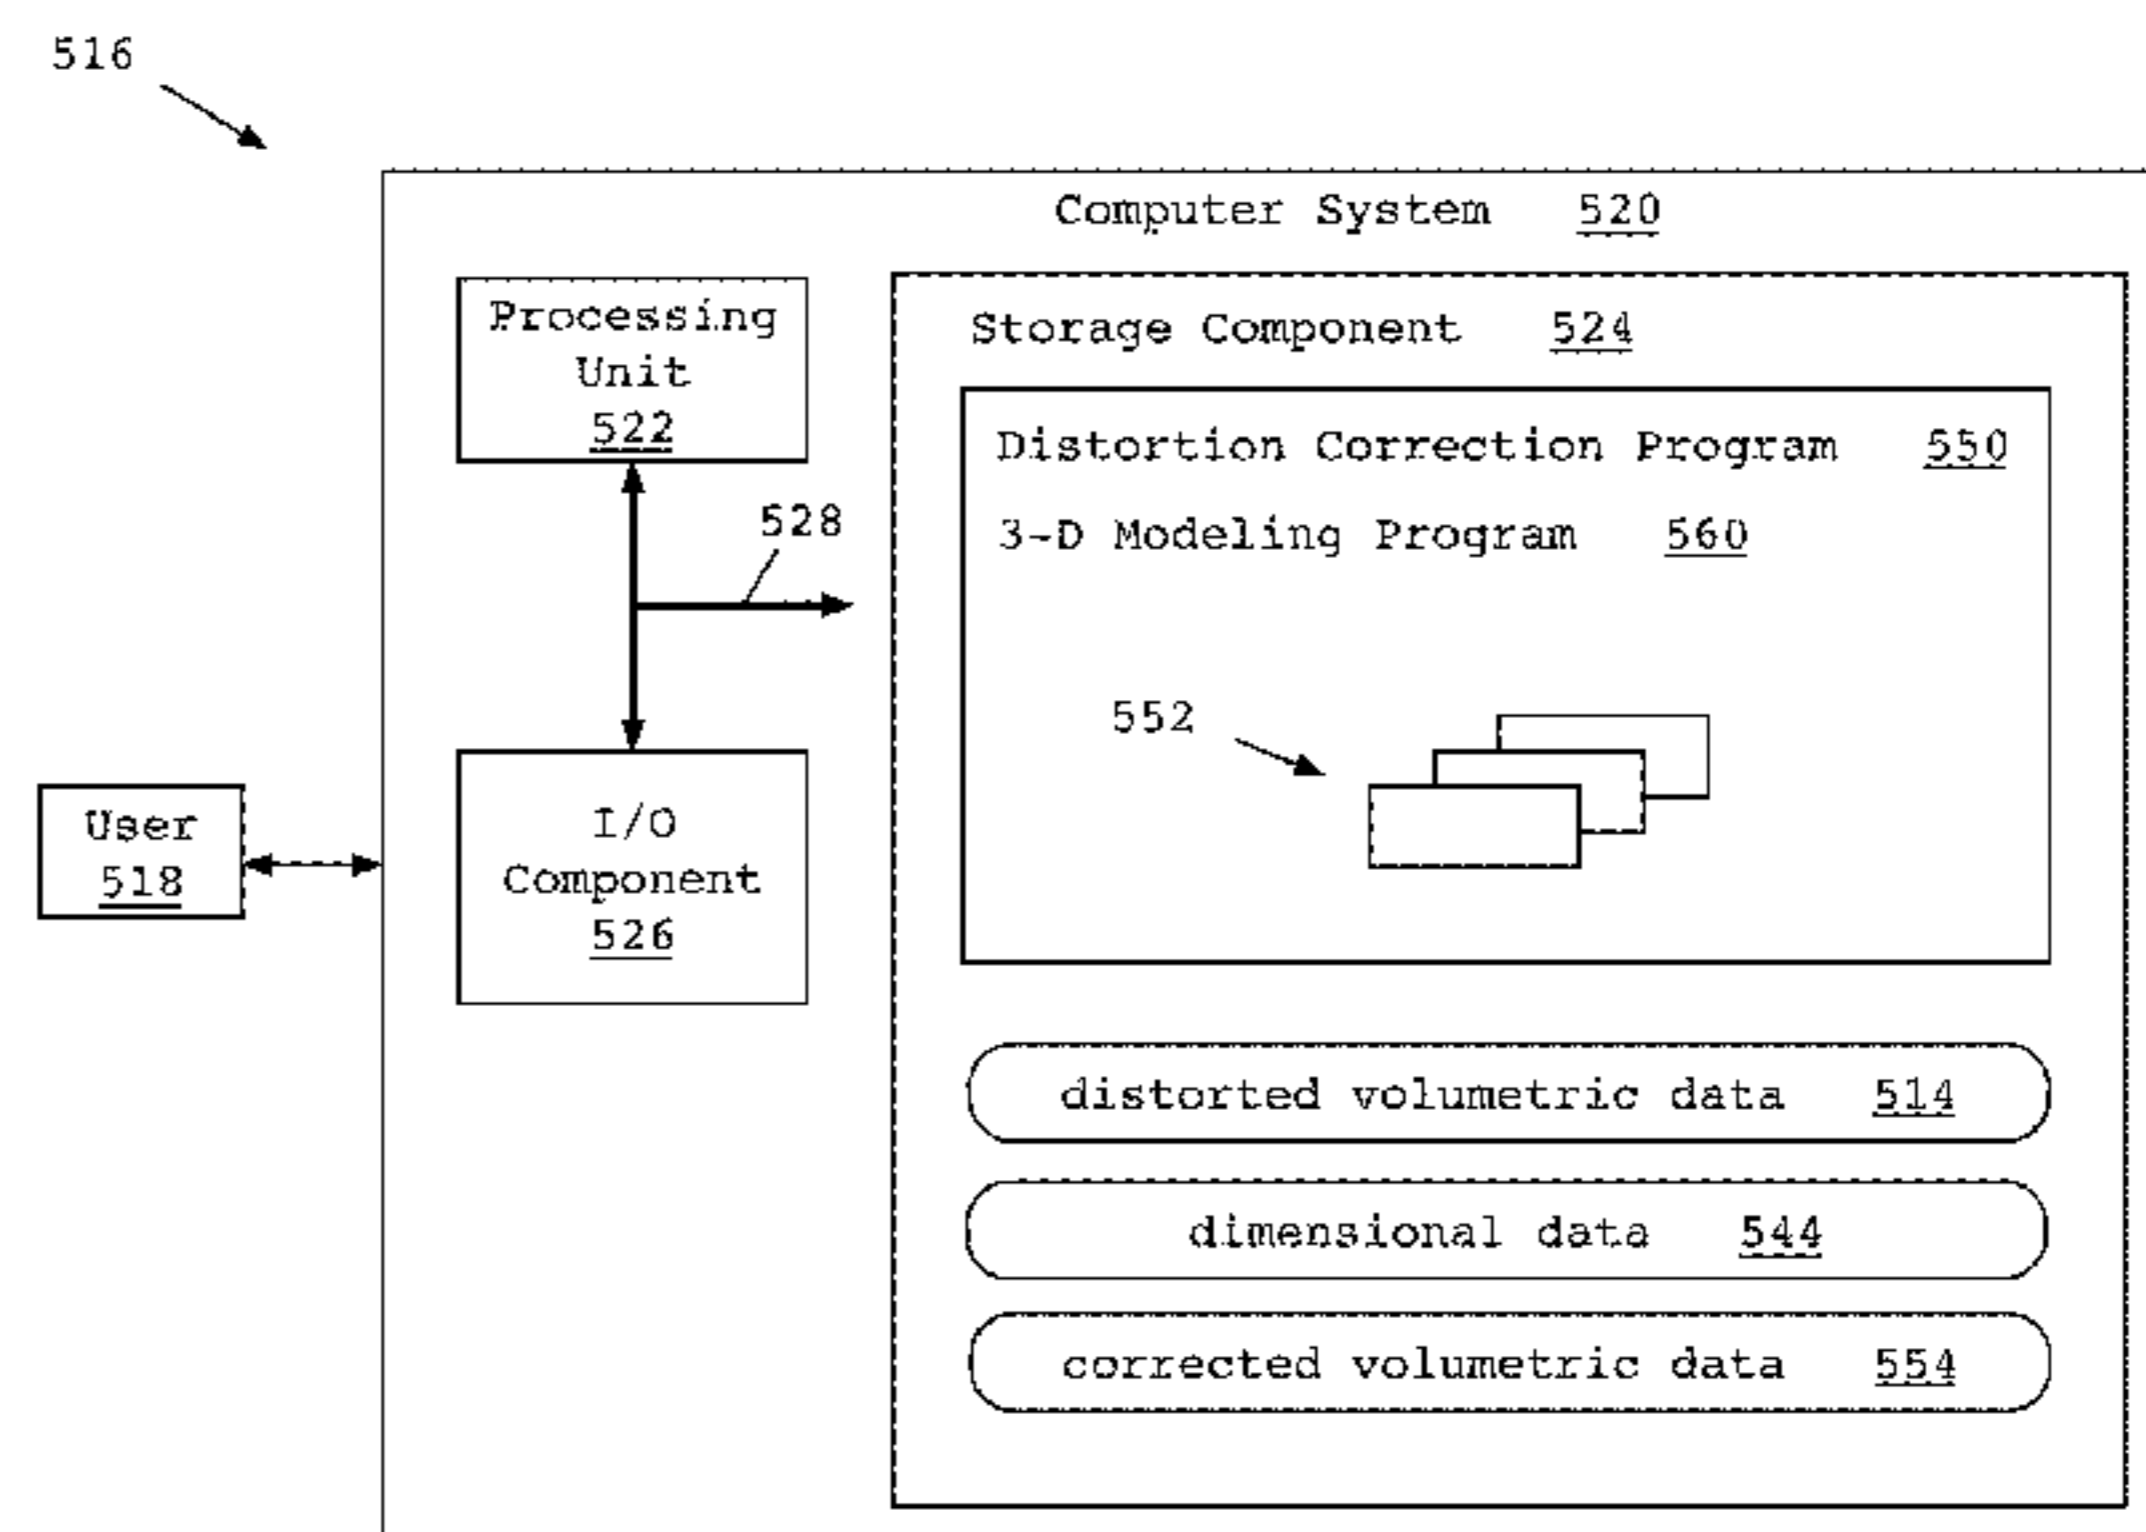 516
Computer System 520
Processing
Unit
522
Storage Component 524
Distortion Correction Program 550
528
3-D Modeling Program 560
552
User
518
I/O
Component
526
distorted volumetric data 514
dimensional data 544
corrected volumetric data 554